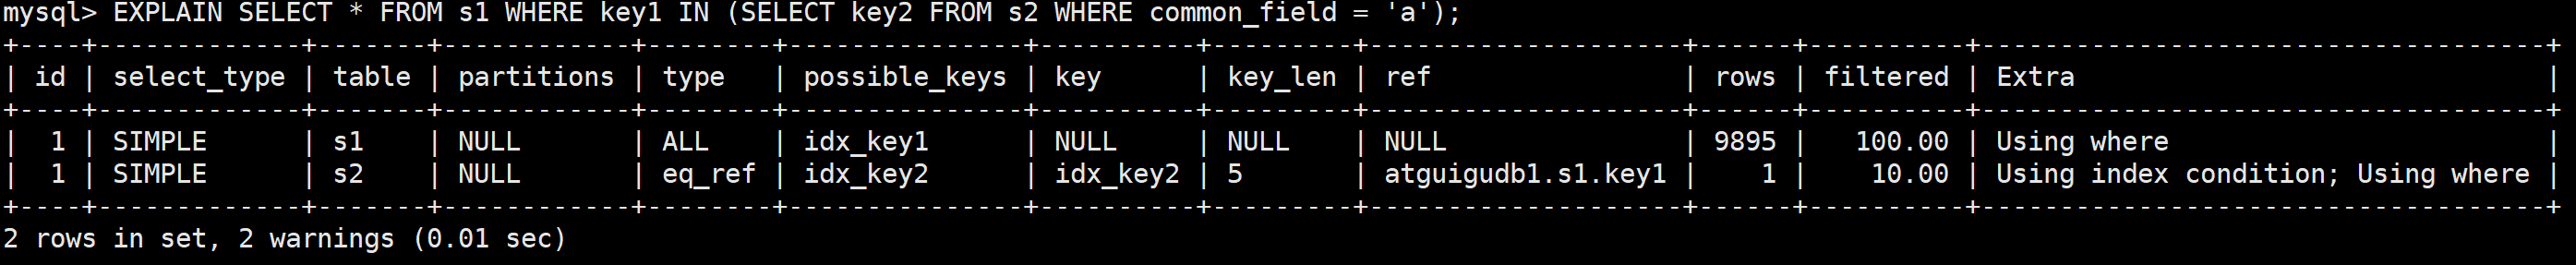 mysql> EXPLAIN SELECT * FROM s1 WHERE key1 IN (SELECT key2 FROM s2 WHERE common_field = 'a');
+----+-------------+-------+------------+--------+---------------+----------+---------+--------------------+------+----------+------------------------------------+
| id | select_type | table | partitions | type   | possible_keys | key      | key_len | ref                | rows | filtered | Extra                              |
+----+-------------+-------+------------+--------+---------------+----------+---------+--------------------+------+----------+------------------------------------+
|  1 | SIMPLE      | s1    | NULL       | ALL    | idx_key1      | NULL     | NULL    | NULL               | 9895 |   100.00 | Using where                        |
|  1 | SIMPLE      | s2    | NULL       | eq_ref | idx_key2      | idx_key2 | 5       | atguigudb1.s1.key1 |    1 |    10.00 | Using index condition; Using where |
+----+-------------+-------+------------+--------+---------------+----------+---------+--------------------+------+----------+------------------------------------+
2 rows in set, 2 warnings (0.01 sec)